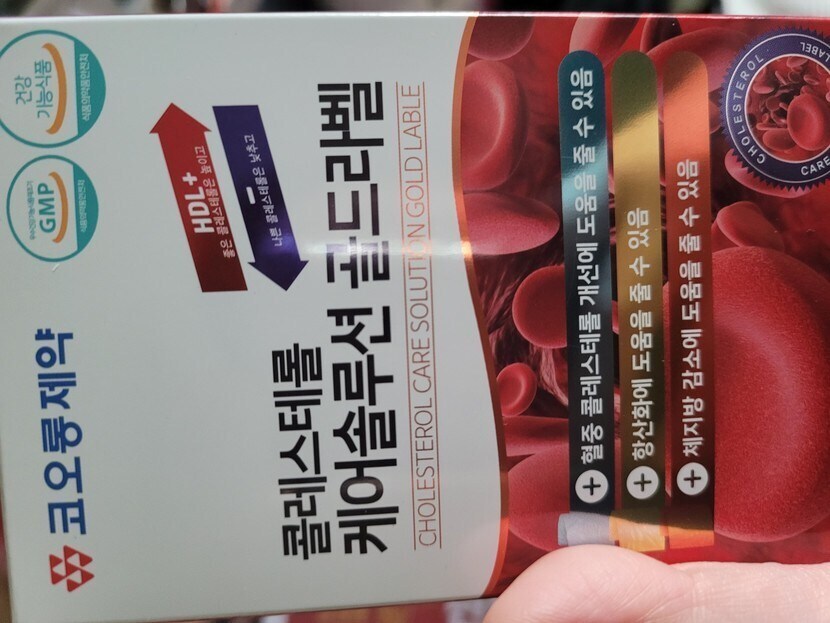 코오롱제약
건강
기능식품
식품의약품안전처
GMP
식품의약품안전처
HDL+
좋은 콜레스테롤은 높이고
나쁜 콜레스테롤은 낮추고
콜레스테롤
케어솔루션 골드라벨
CHOLESTEROL CARE SOLUTION GOLD LABLE
혈중 콜레스테롤 개선에 도움을 줄 수 있음
항산화에 도움을 줄 수 있음
체지방 감소에 도움을 줄 수 있음
CHOLESTEROL
CARE
LABEL